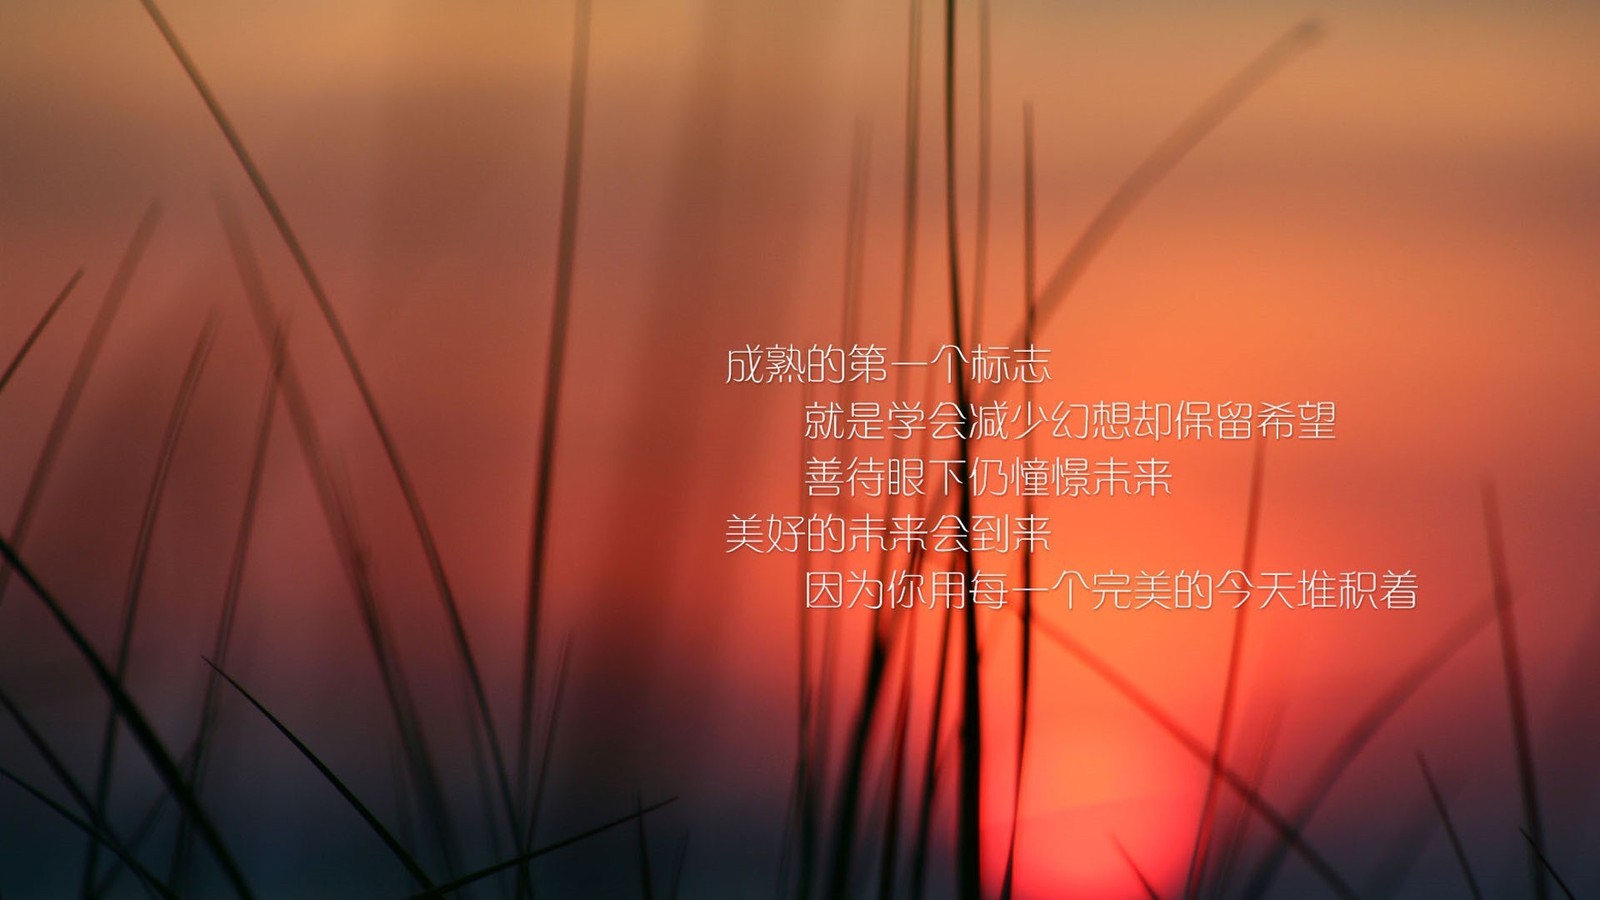 成熟的第一个标志
就是学会减少幻想却保留希望
善待眼下仍憧憬未来
美好的未来会到来
因为你用每一个完美的今天堆积着